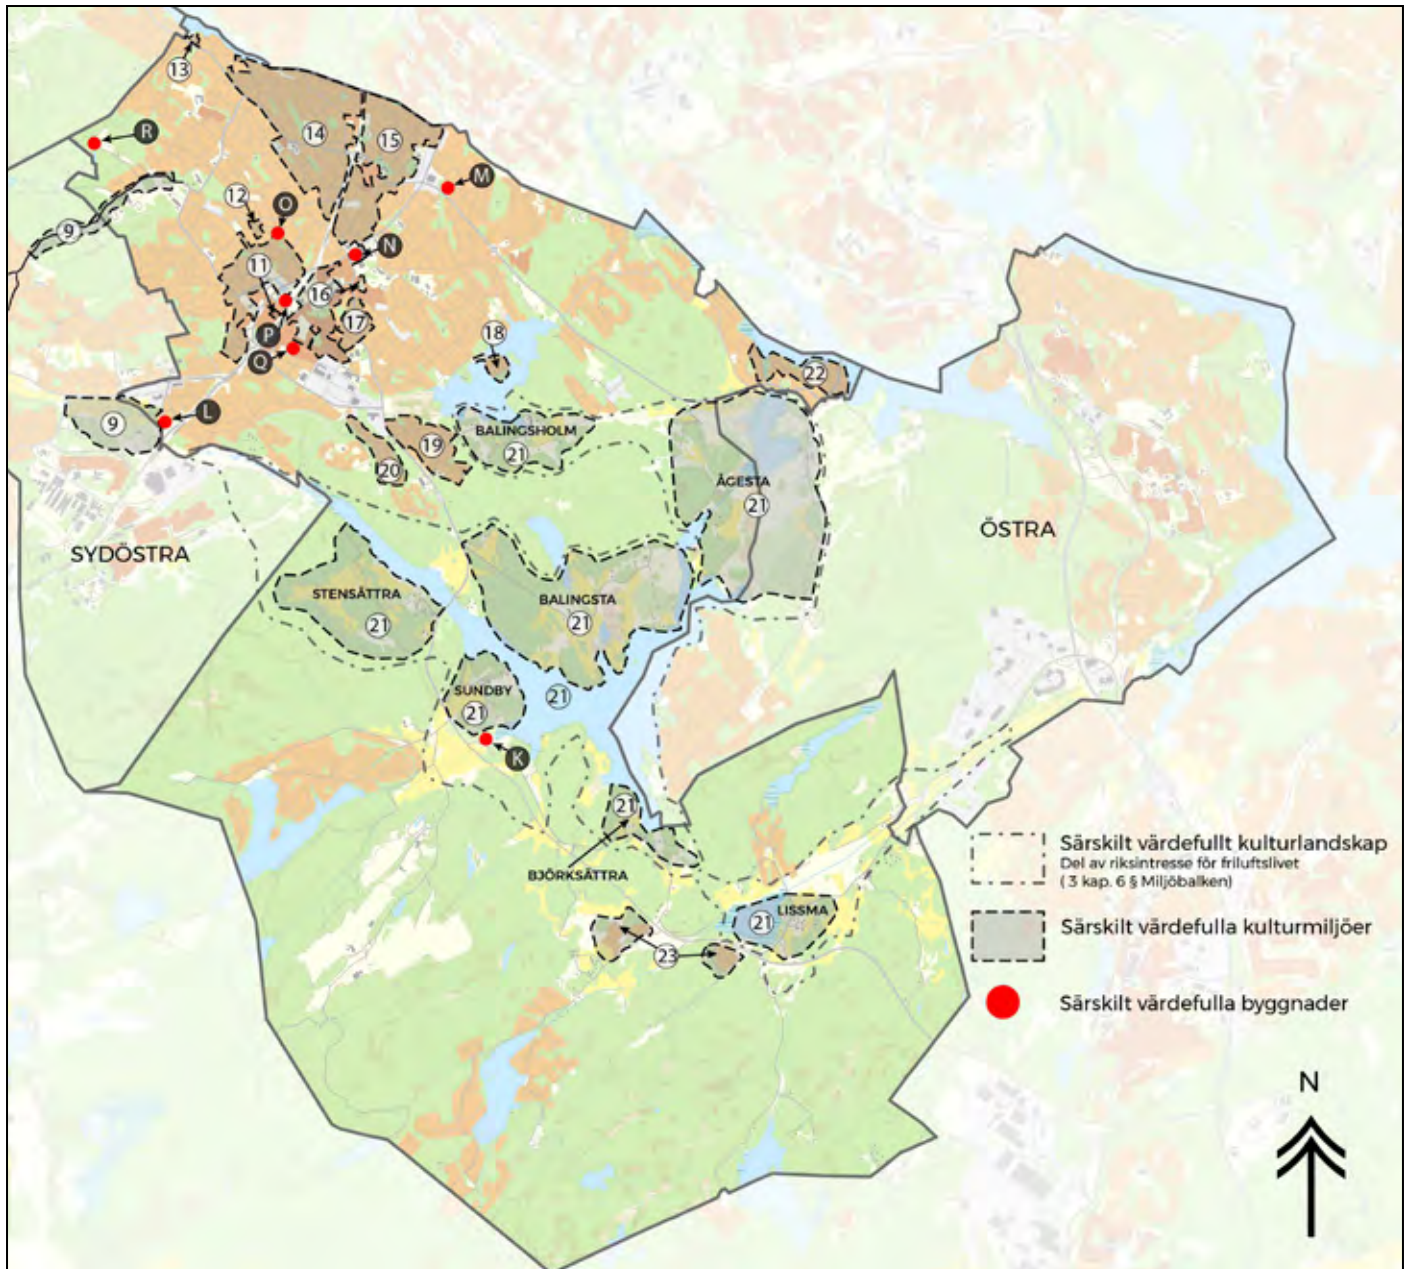 13
R
14
15
M
12
O
9
11
N
16
17
P
Q
18
22
L
9
BALINGSHOLM
21
19
20
ÅGESTA
21
SYDÖSTRA
ÖSTRA
STENSÄTTRA
21
BALINGSTA
21
SUNDBY
21
21
K
21
BJÖRKSÄTTRA
LISSMA
21
23
Särskilt värdefullt kulturlandskap
Del av riksintresse för friluftslivet
( 3 kap. 6 § Miljöbalken)
Särskilt värdefulla kulturmiljöer
Särskilt värdefulla byggnader
N